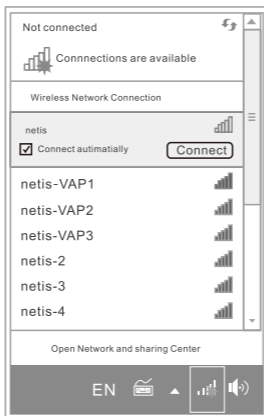 Not connected
Connnections are available
Wireless Network Connection
netis
Connect autimatially
Connect
netis-VAP1
netis-VAP2
netis-VAP3
netis-2
netis-3
netis-4
Open Network and sharing Center
EN